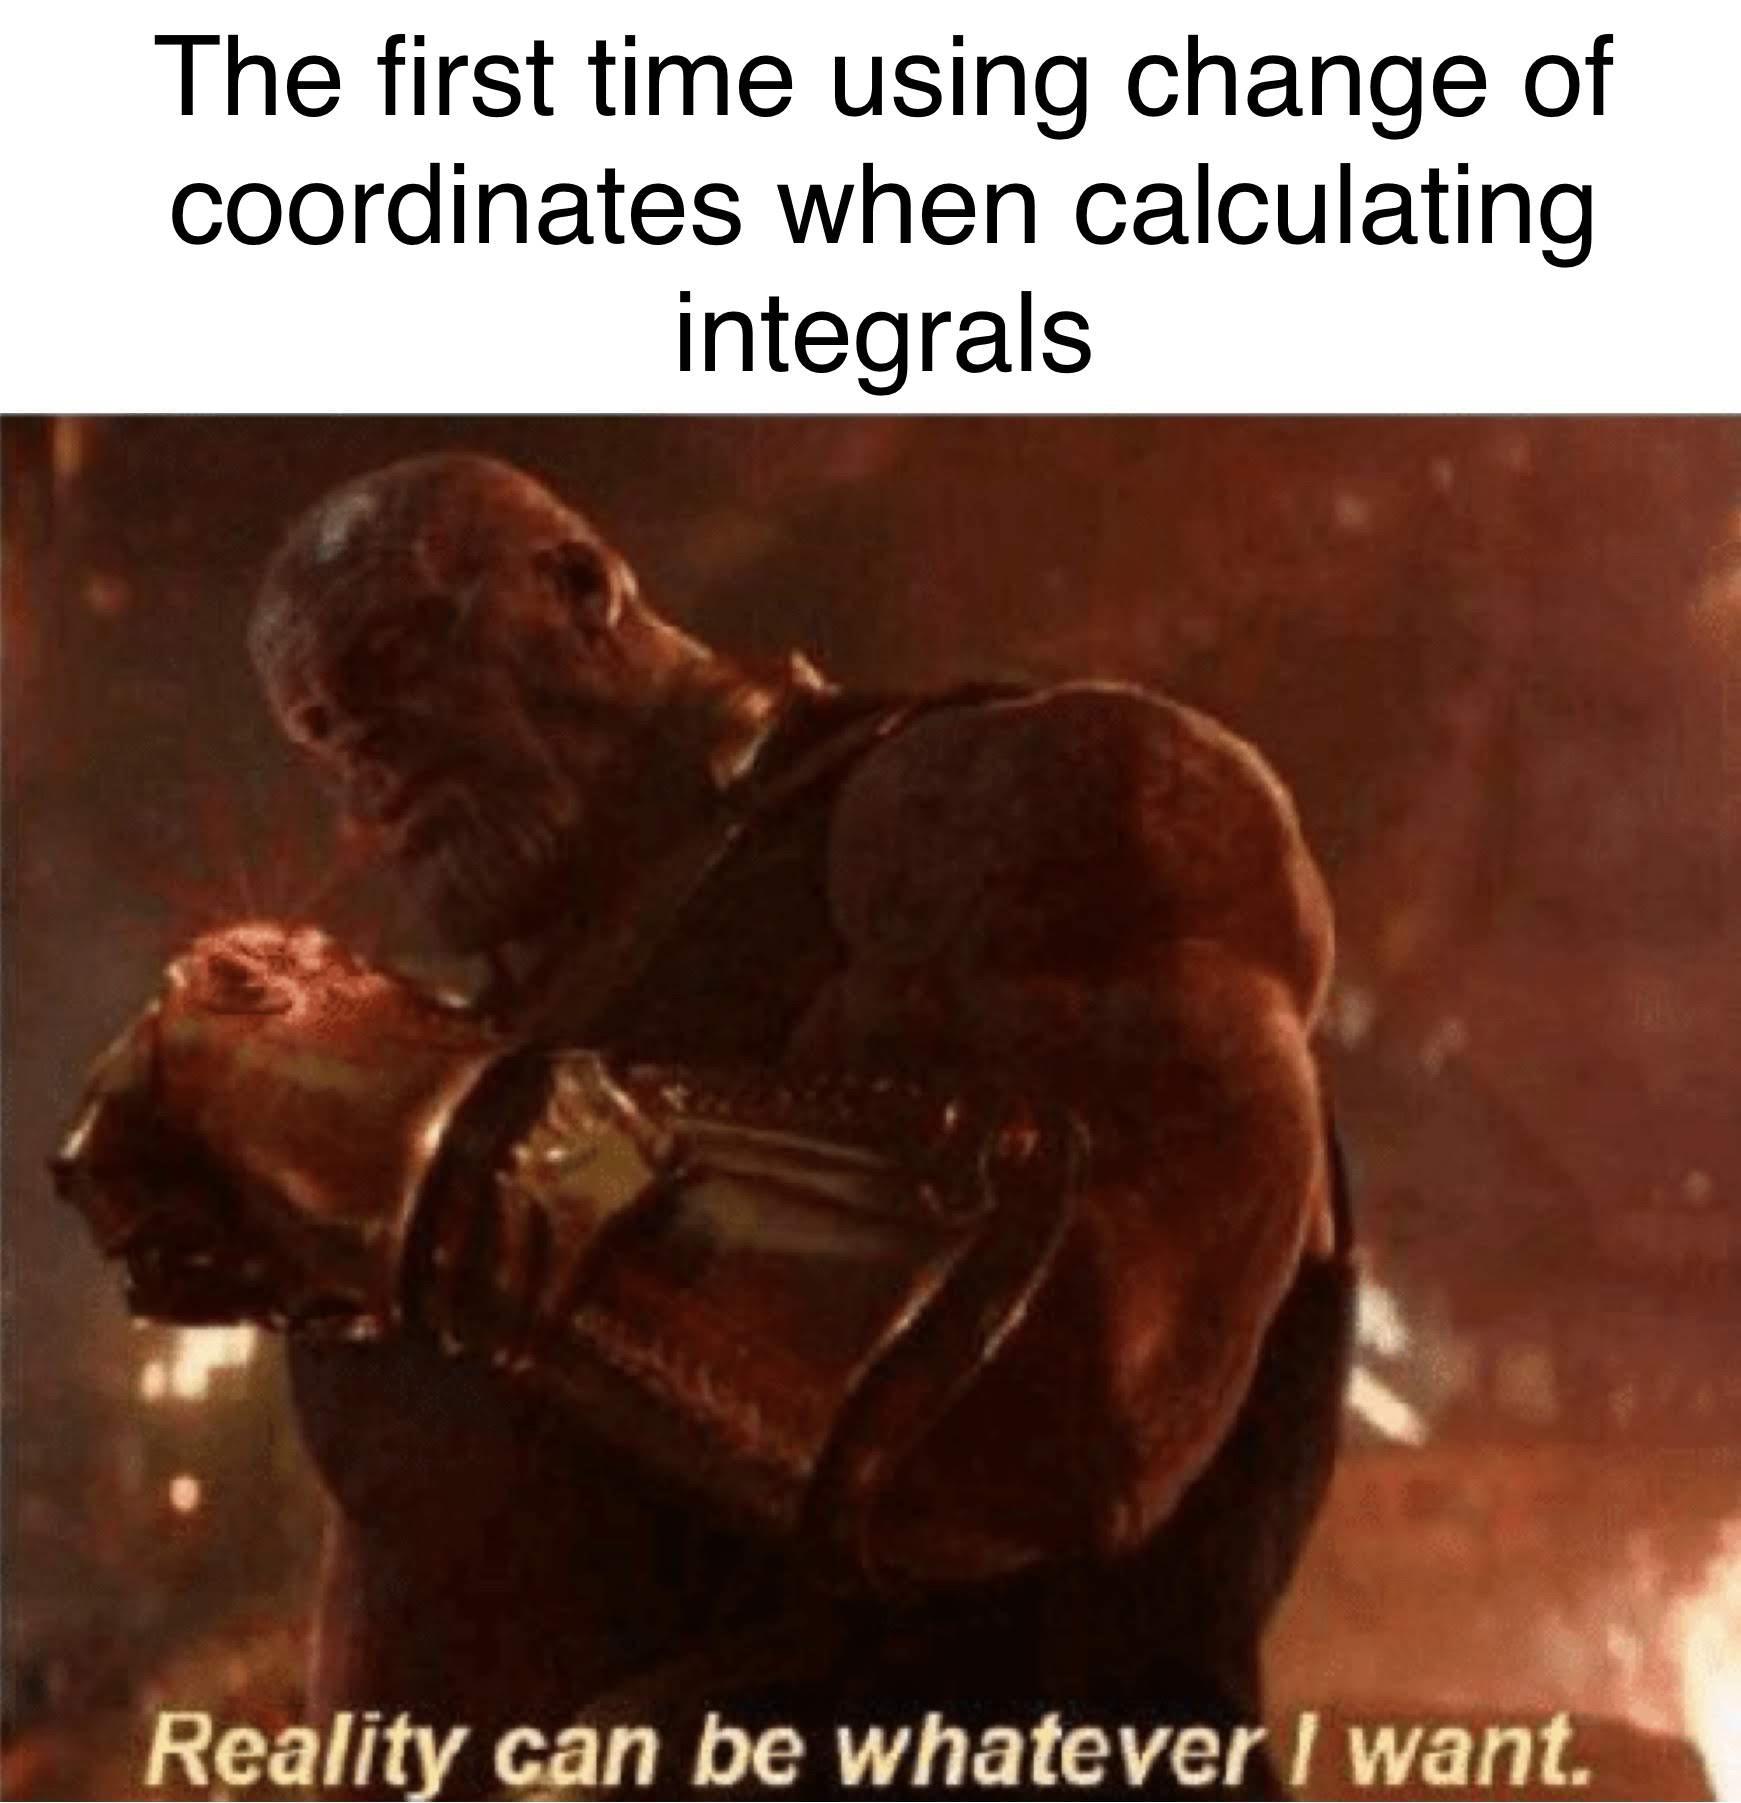 The first time using change of
coordinates when calculating
integrals
Reality can be whatever I want.